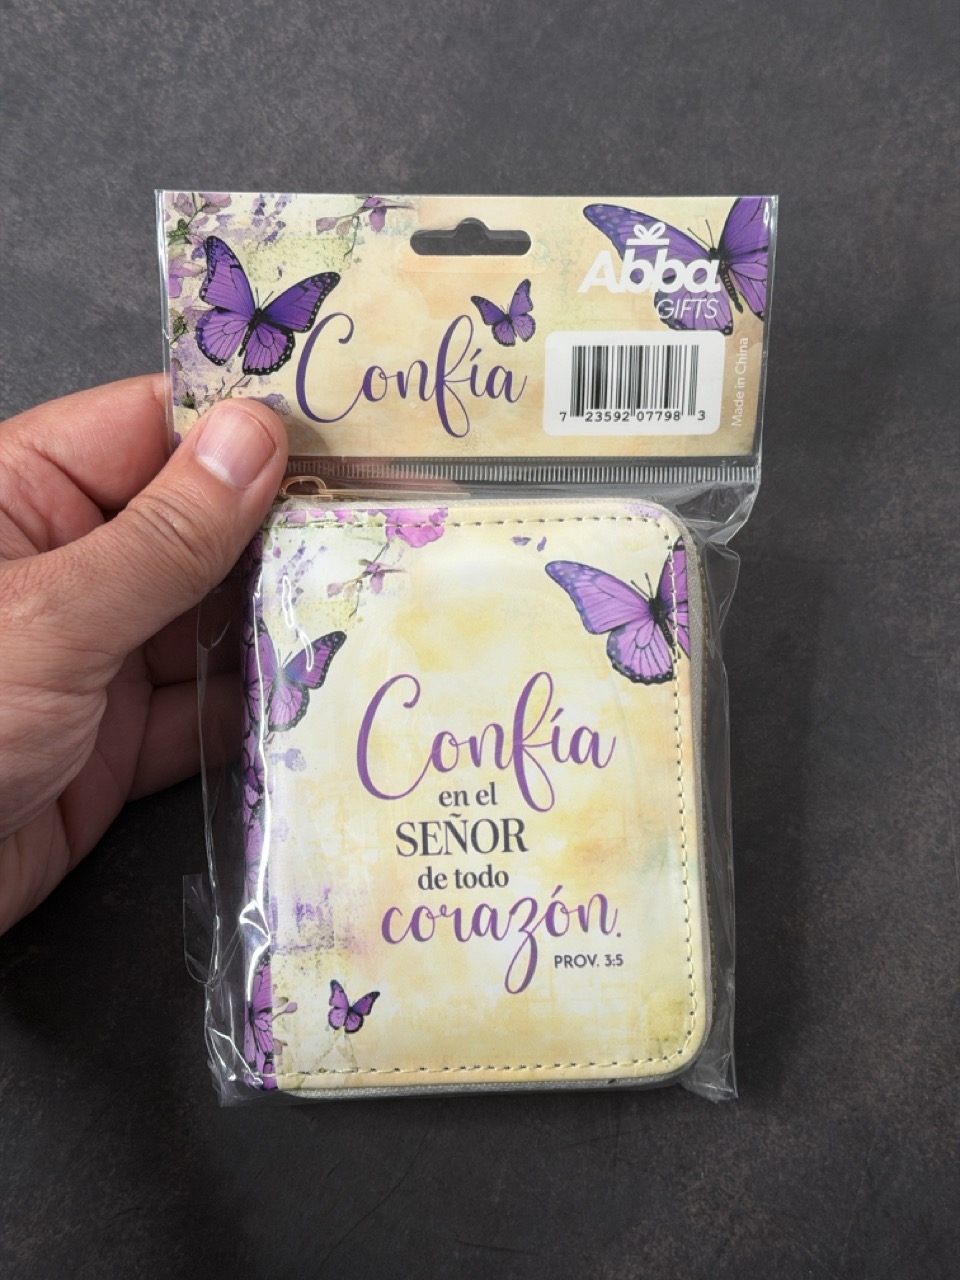 Abba
GIFTS
Confía
7 23592 07798 3
Made in China
Confía
en el
SEÑOR
de todo
corazón.
PROV. 3:5